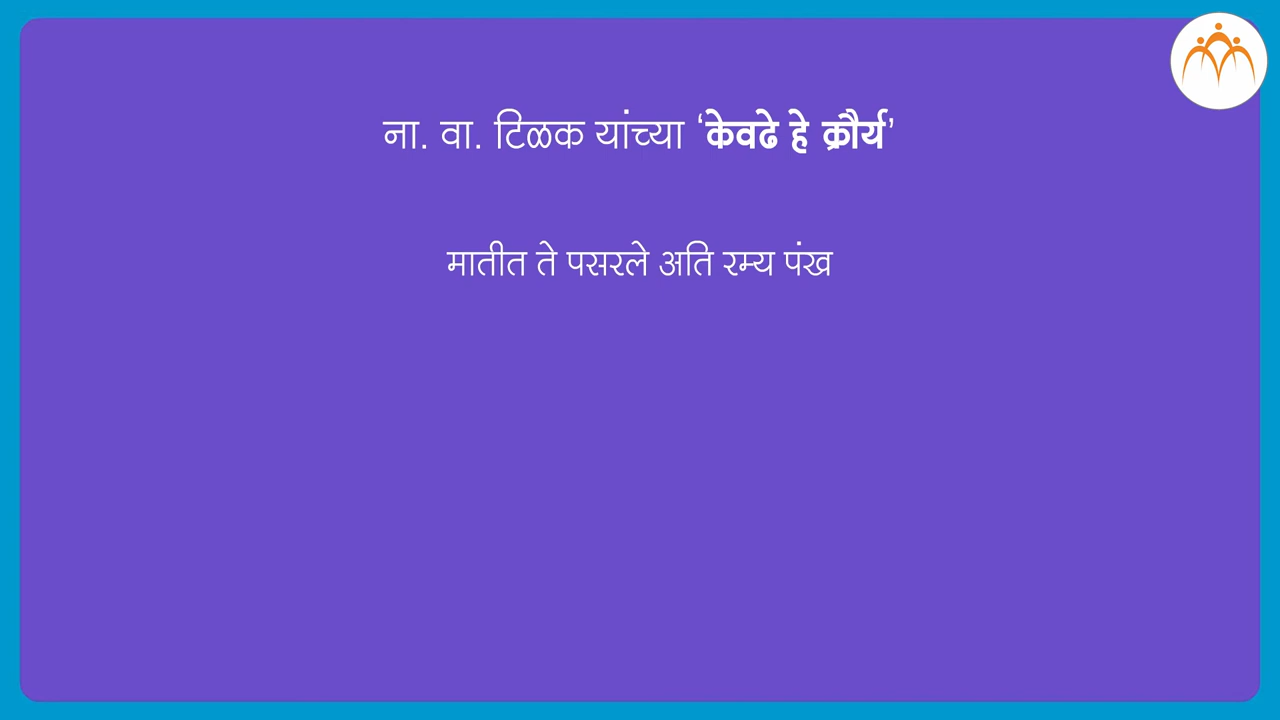 ना. वा. टिळक यांच्या ‘केवढे हे क्रौर्य’
मातीत ते पसरले अति रम्य पंख